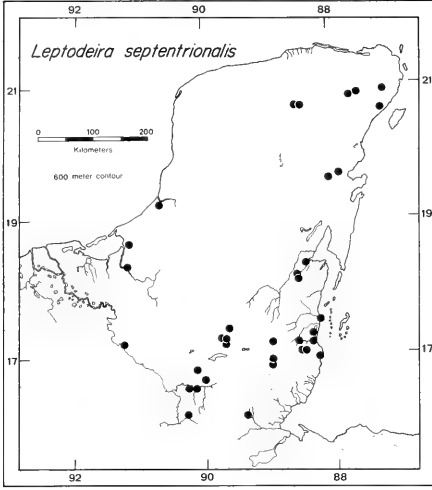 92 90 88
Leptodeira septentrionalis
21 21
0 100 200
Kilometers
600 meter contour
19 19
17 17
92 90 88